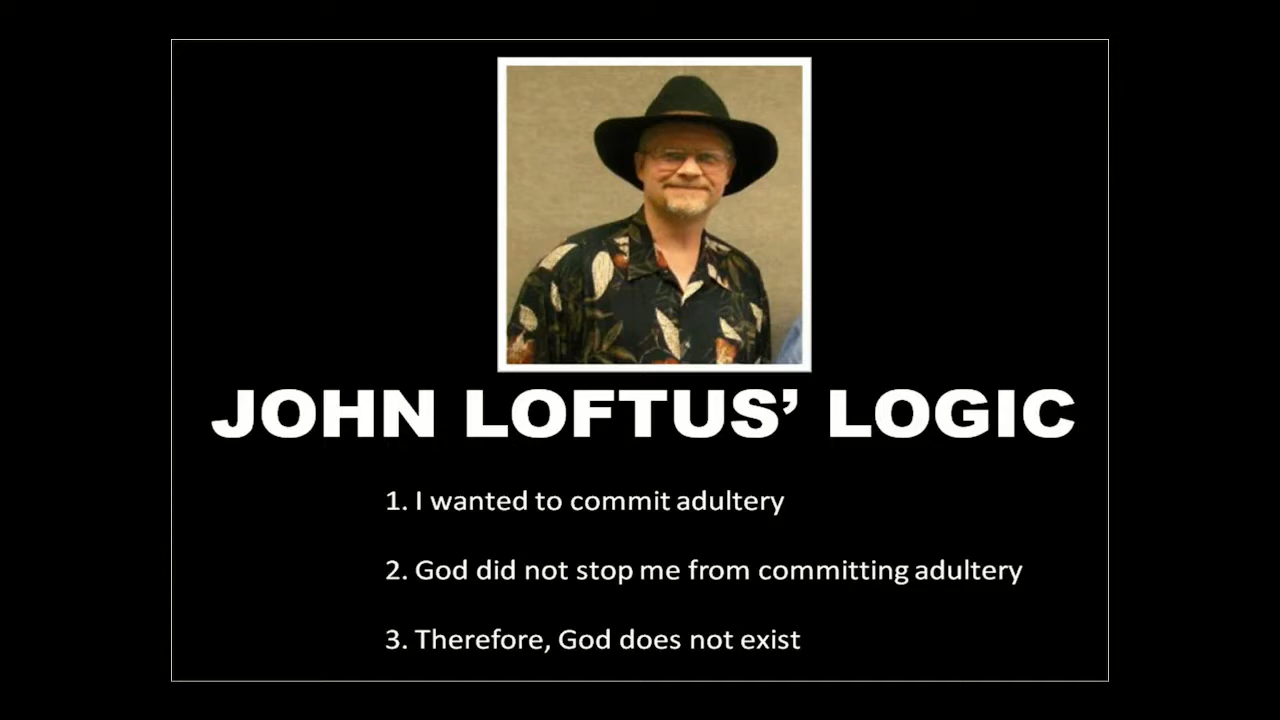 JOHN LOFTUS’ LOGIC
1. I wanted to commit adultery
2. God did not stop me from committing adultery
3. Therefore, God does not exist